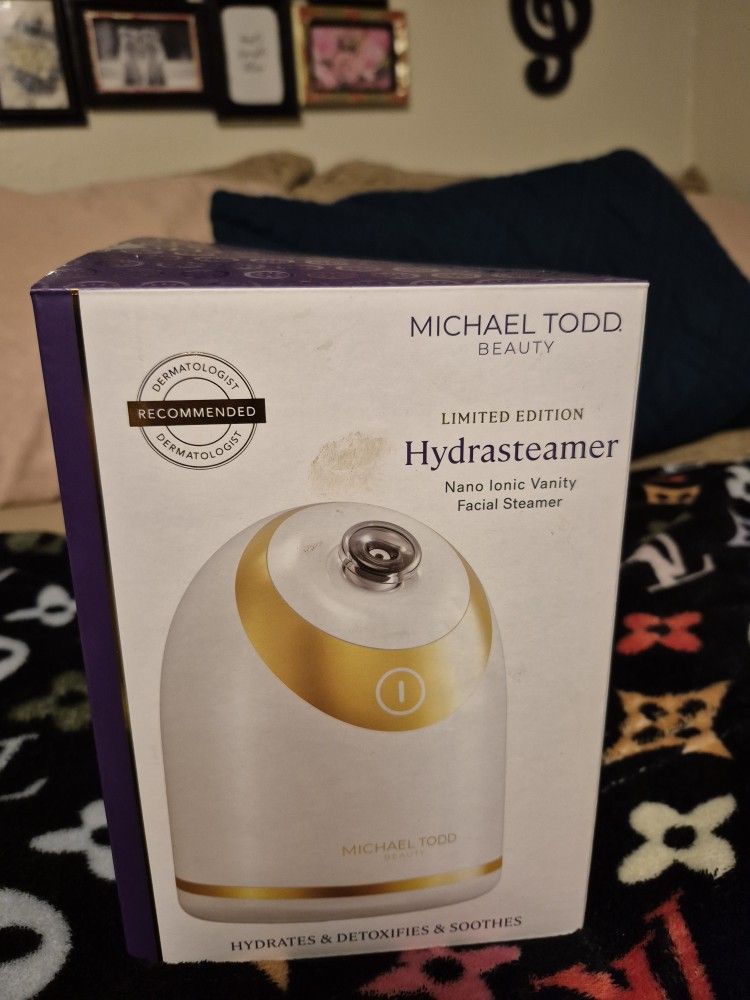 MICHAEL TODD
BEAUTY
DERMATOLOGIST
RECOMMENDED
DERMATOLOGIST
LIMITED EDITION
Hydrasteamer
Nano Ionic Vanity
Facial Steamer
MICHAEL TODD
BEAUTY
HYDRATES & DETOXIFIES & SOOTHES